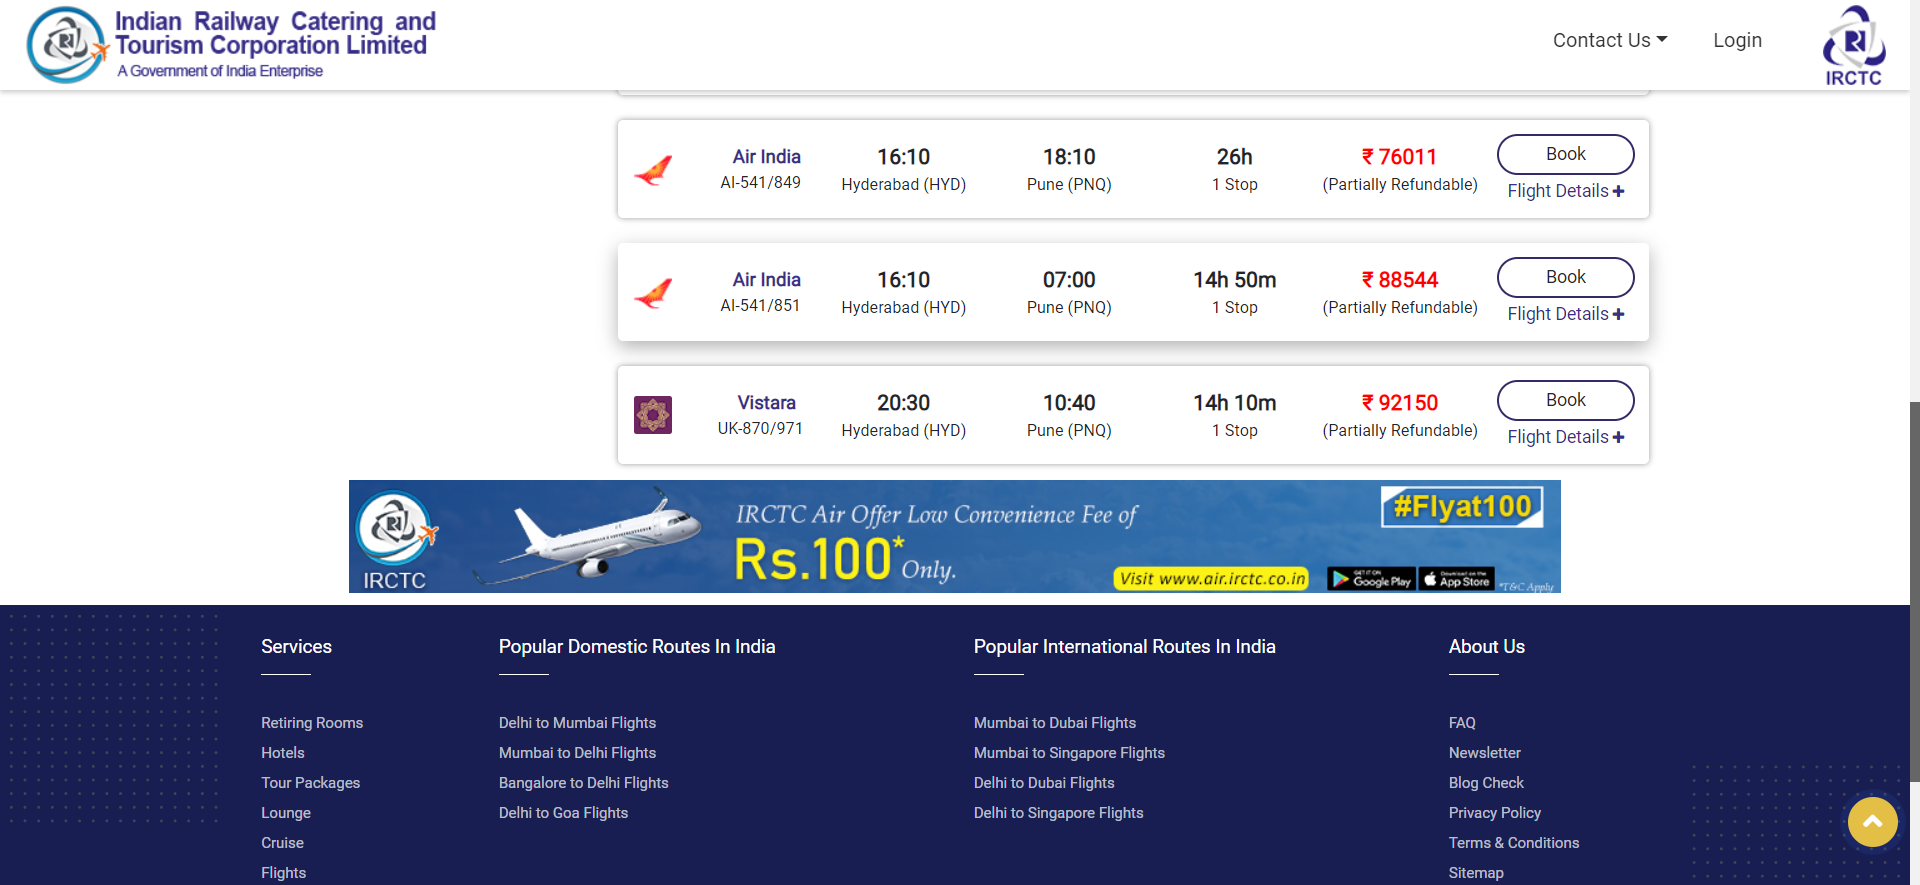 Indian Railway Catering and
Tourism Corporation Limited
A Government of India Enterprise
Contact Us
Login
IRCTC
Air India
AI-541/849
16:10
Hyderabad (HYD)
18:10
Pune (PNQ)
26h
1 Stop
₹ 76011
(Partially Refundable)
Book
Flight Details
Air India
AI-541/851
16:10
Hyderabad (HYD)
07:00
Pune (PNQ)
14h 50m
1 Stop
₹ 88544
(Partially Refundable)
Book
Flight Details
Vistara
UK-870/971
20:30
Hyderabad (HYD)
10:40
Pune (PNQ)
14h 10m
1 Stop
₹ 92150
(Partially Refundable)
Book
Flight Details
IRCTC
IRCTC Air Offer Low Convenience Fee of
Rs.100* Only.
#Flyat100
Visit www.air.irctc.co.in
GET IT ON
Google Play
Download on the
App Store
*T&C Apply
Services
Retiring Rooms
Hotels
Tour Packages
Lounge
Cruise
Flights
Popular Domestic Routes In India
Delhi to Mumbai Flights
Mumbai to Delhi Flights
Bangalore to Delhi Flights
Delhi to Goa Flights
Popular International Routes In India
Mumbai to Dubai Flights
Mumbai to Singapore Flights
Delhi to Dubai Flights
Delhi to Singapore Flights
About Us
FAQ
Newsletter
Blog Check
Privacy Policy
Terms & Conditions
Sitemap